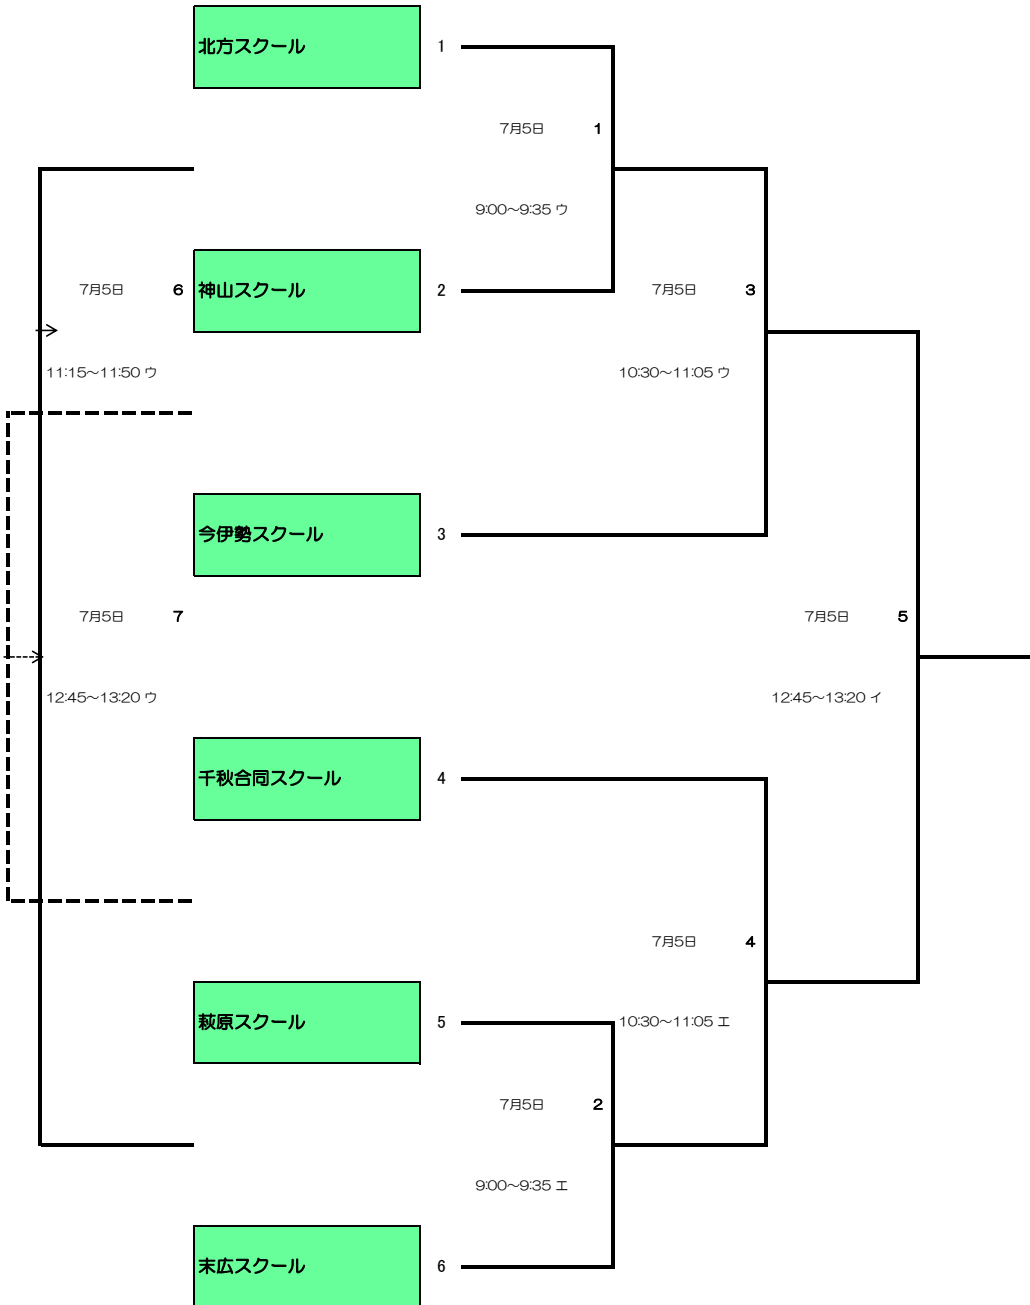 北方スクール 1
7月5日 1
9:00～9:35 ウ
神山スクール 2
7月5日 6
7月5日 3
11:15～11:50 ウ
10:30～11:05 ウ
今伊勢スクール 3
7月5日 7
7月5日 5
12:45～13:20 ウ
12:45～13:20 イ
千秋合同スクール 4
7月5日 4
萩原スクール 5
10:30～11:05 エ
7月5日 2
9:00～9:35 エ
末広スクール 6